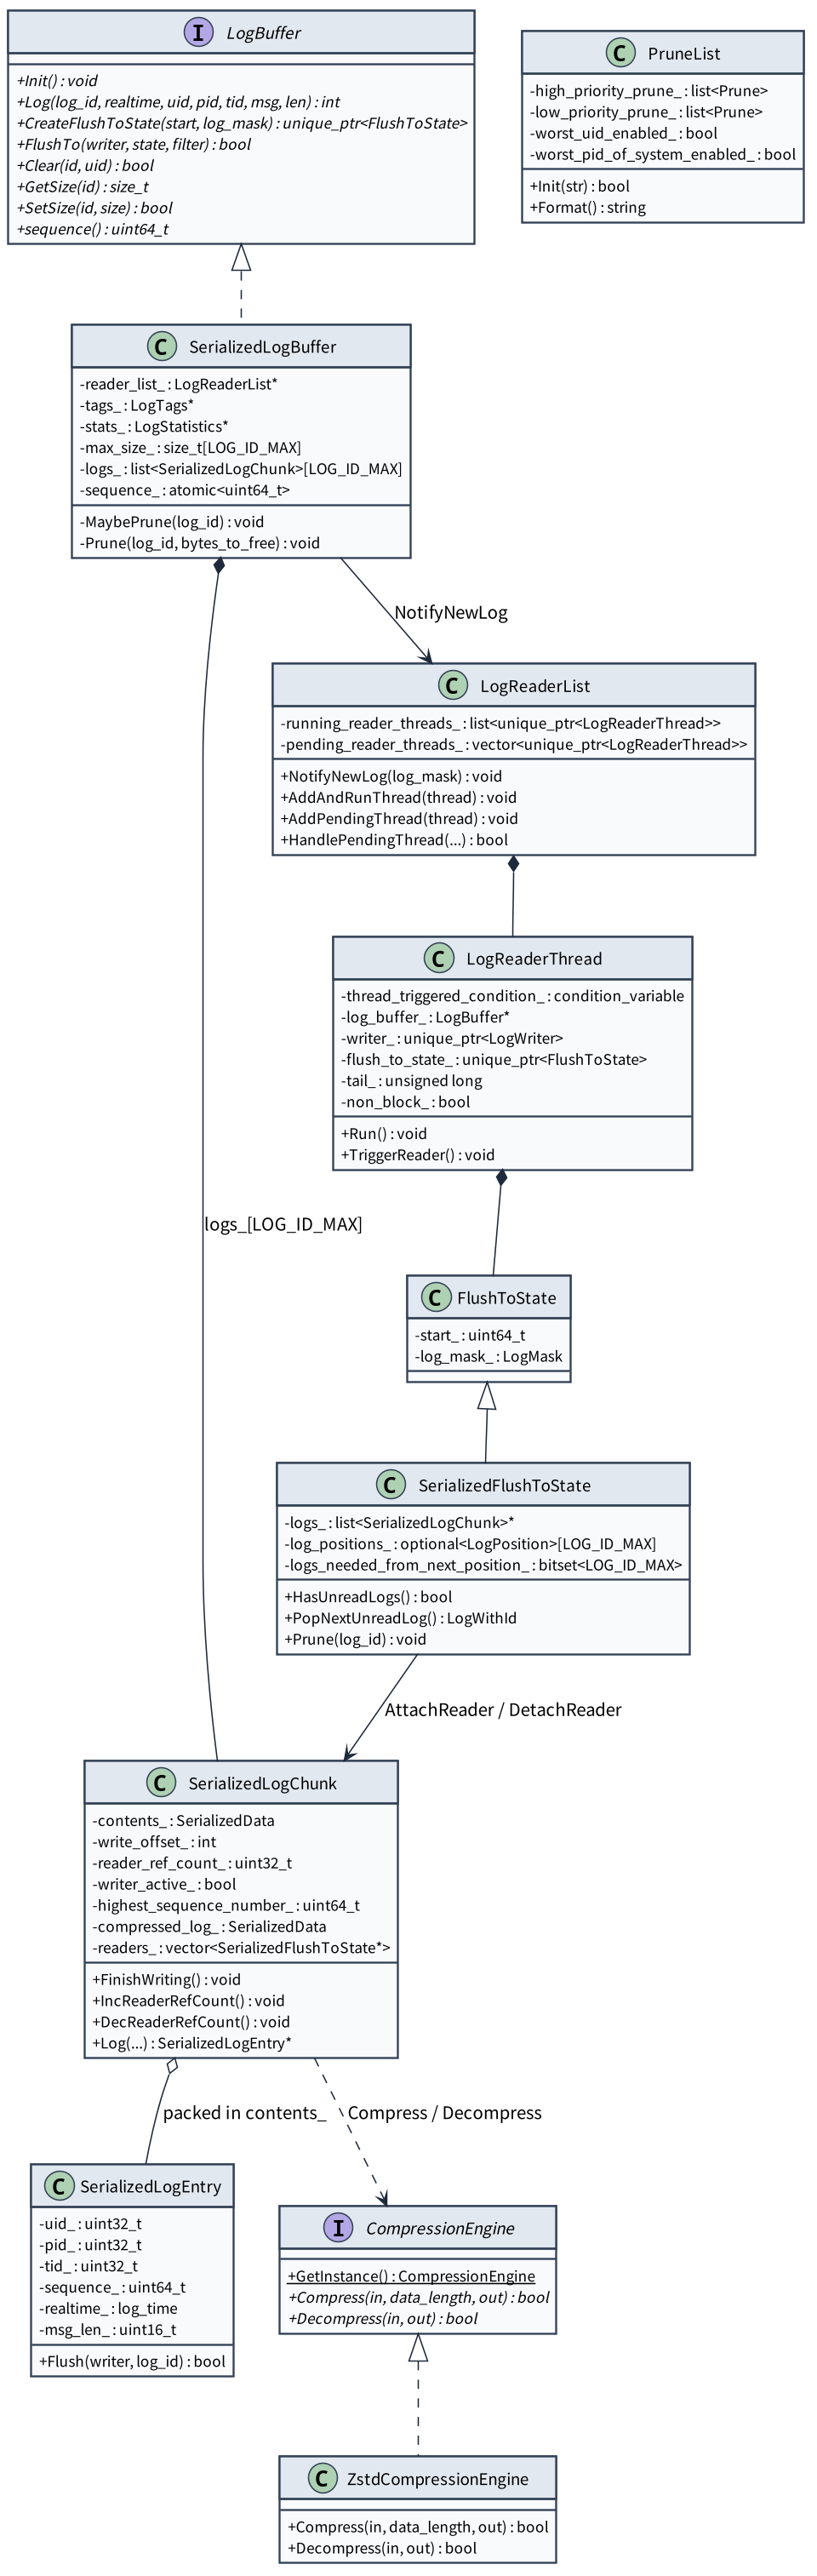 I LogBuffer
+Init() : void
+Log(log_id, realtime, uid, pid, tid, msg, len) : int
+CreateFlushToState(start, log_mask) : unique_ptr<FlushToState>
+FlushTo(writer, state, filter) : bool
+Clear(id, uid) : bool
+GetSize(id) : size_t
+SetSize(id, size) : bool
+sequence() : uint64_t
C PruneList
-high_priority_prune_ : list<Prune>
-low_priority_prune_ : list<Prune>
-worst_uid_enabled_ : bool
-worst_pid_of_system_enabled_ : bool
+Init(str) : bool
+Format() : string
C SerializedLogBuffer
-reader_list_ : LogReaderList*
-tags_ : LogTags*
-stats_ : LogStatistics*
-max_size_ : size_t[LOG_ID_MAX]
-logs_ : list<SerializedLogChunk>[LOG_ID_MAX]
-sequence_ : atomic<uint64_t>
-MaybePrune(log_id) : void
-Prune(log_id, bytes_to_free) : void
NotifyNewLog
C LogReaderList
-running_reader_threads_ : list<unique_ptr<LogReaderThread>>
-pending_reader_threads_ : vector<unique_ptr<LogReaderThread>>
+NotifyNewLog(log_mask) : void
+AddAndRunThread(thread) : void
+AddPendingThread(thread) : void
+HandlePendingThread(...) : bool
C LogReaderThread
-thread_triggered_condition_ : condition_variable
-log_buffer_ : LogBuffer*
-writer_ : unique_ptr<LogWriter>
-flush_to_state_ : unique_ptr<FlushToState>
-tail_ : unsigned long
-non_block_ : bool
+Run() : void
+TriggerReader() : void
logs_[LOG_ID_MAX]
C FlushToState
-start_ : uint64_t
-log_mask_ : LogMask
C SerializedFlushToState
-logs_ : list<SerializedLogChunk>*
-log_positions_ : optional<LogPosition>[LOG_ID_MAX]
-logs_needed_from_next_position_ : bitset<LOG_ID_MAX>
+HasUnreadLogs() : bool
+PopNextUnreadLog() : LogWithId
+Prune(log_id) : void
AttachReader / DetachReader
C SerializedLogChunk
-contents_ : SerializedData
-write_offset_ : int
-reader_ref_count_ : uint32_t
-writer_active_ : bool
-highest_sequence_number_ : uint64_t
-compressed_log_ : SerializedData
-readers_ : vector<SerializedFlushToState*>
+FinishWriting() : void
+IncReaderRefCount() : void
+DecReaderRefCount() : void
+Log(...) : SerializedLogEntry*
packed in contents_
Compress / Decompress
C SerializedLogEntry
-uid_ : uint32_t
-pid_ : uint32_t
-tid_ : uint32_t
-sequence_ : uint64_t
-realtime_ : log_time
-msg_len_ : uint16_t
+Flush(writer, log_id) : bool
I CompressionEngine
+GetInstance() : CompressionEngine
+Compress(in, data_length, out) : bool
+Decompress(in, out) : bool
C ZstdCompressionEngine
+Compress(in, data_length, out) : bool
+Decompress(in, out) : bool